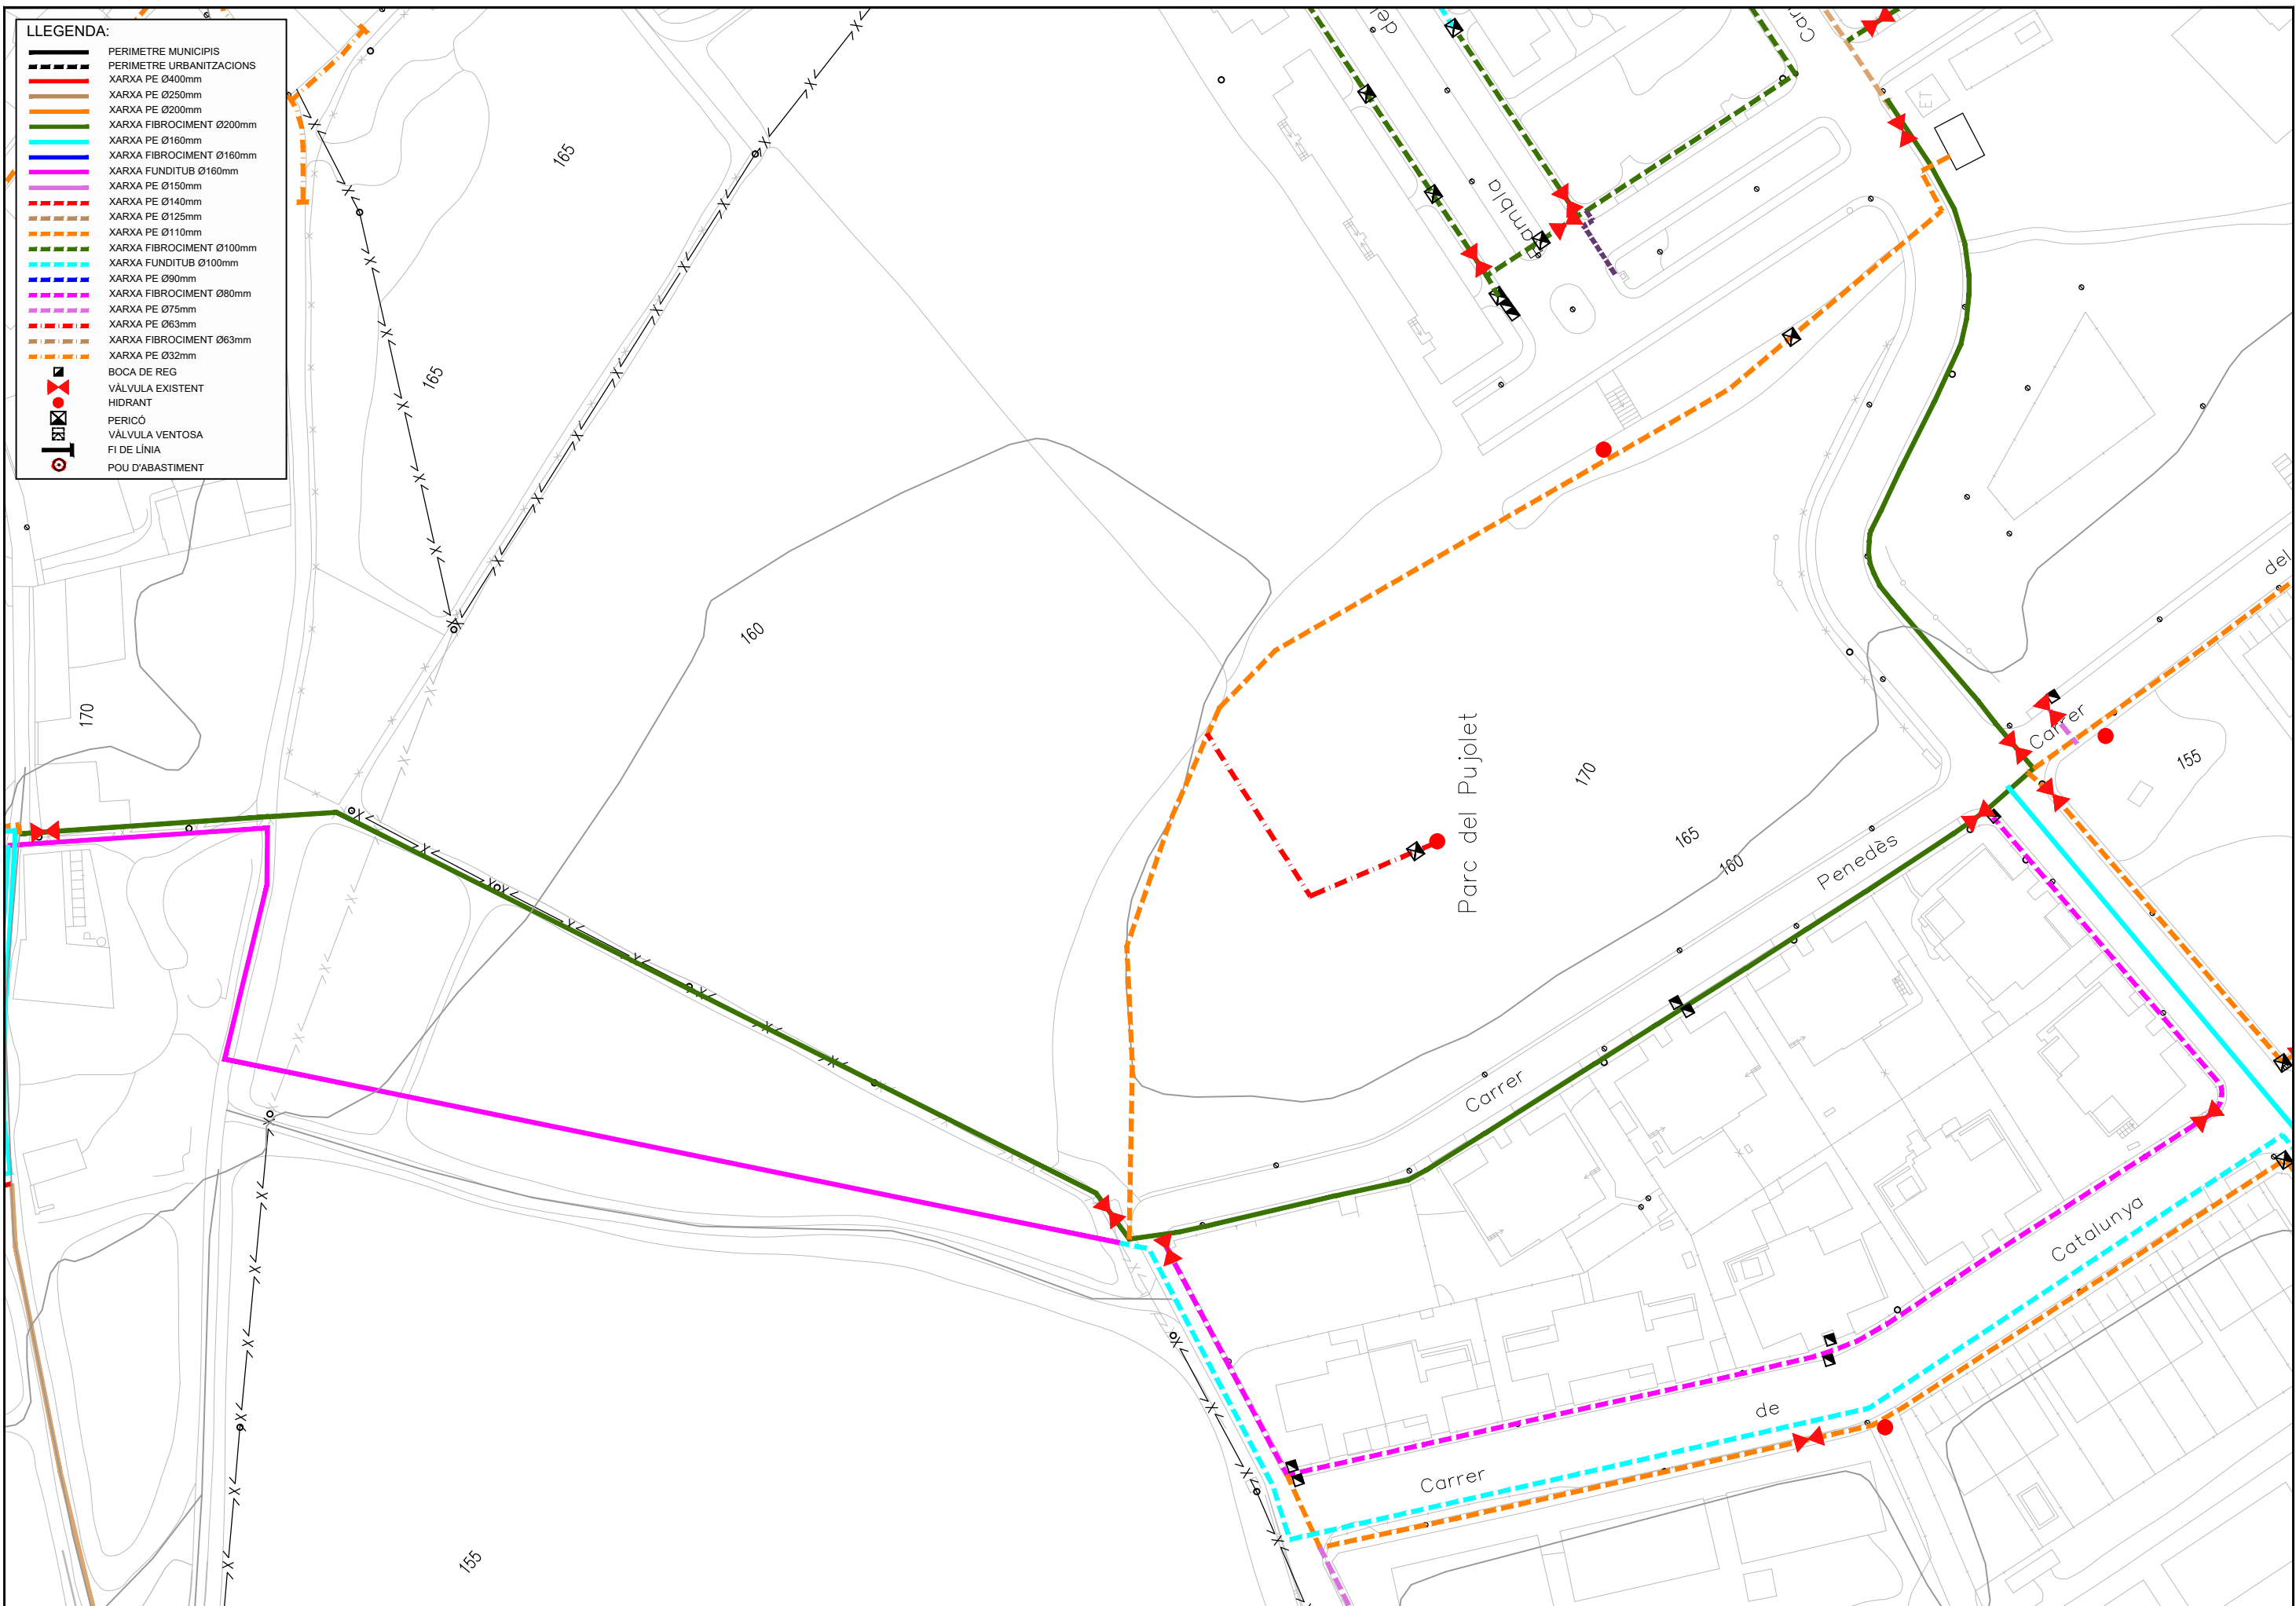 LLEGENDA:
PERIMETRE MUNICIPIS
PERIMETRE URBANITZACIONS
XARXA PE Ø400mm
XARXA PE Ø250mm
XARXA PE Ø200mm
XARXA FIBROCIMENT Ø200mm
XARXA PE Ø160mm
XARXA FIBROCIMENT Ø160mm
XARXA FUNDITUB Ø160mm
XARXA PE Ø150mm
XARXA PE Ø140mm
XARXA PE Ø125mm
XARXA PE Ø110mm
XARXA FIBROCIMENT Ø100mm
XARXA FUNDITUB Ø100mm
XARXA PE Ø90mm
XARXA FIBROCIMENT Ø80mm
XARXA PE Ø75mm
XARXA PE Ø63mm
XARXA FIBROCIMENT Ø63mm
XARXA PE Ø32mm
BOCA DE REG
VÀLVULA EXISTENT
HIDRANT
PERICÓ
VÀLVULA VENTOSA
FI DE LÍNIA
POU D'ABASTIMENT
165
165
160
170
155
del
Rambla
Carr
ET
del
Carrer
155
Parc del Pujolet
170
165
160
Carrer
Penedès
Carrer
de
Catalunya